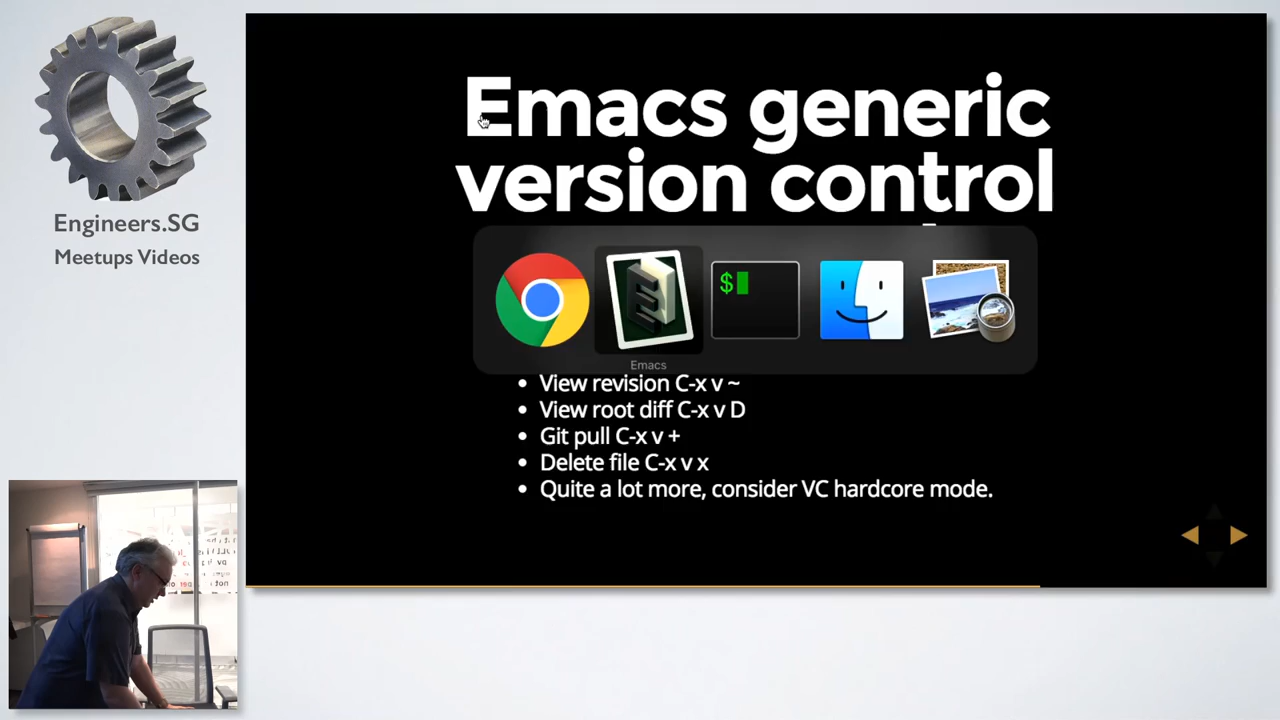 Engineers.SG
Meetups Videos
Emacs generic
version control
$
Emacs
• View revision C-x v ~
• View root diff C-x v D
• Git pull C-x v +
• Delete file C-x v x
• Quite a lot more, consider VC hardcore mode.